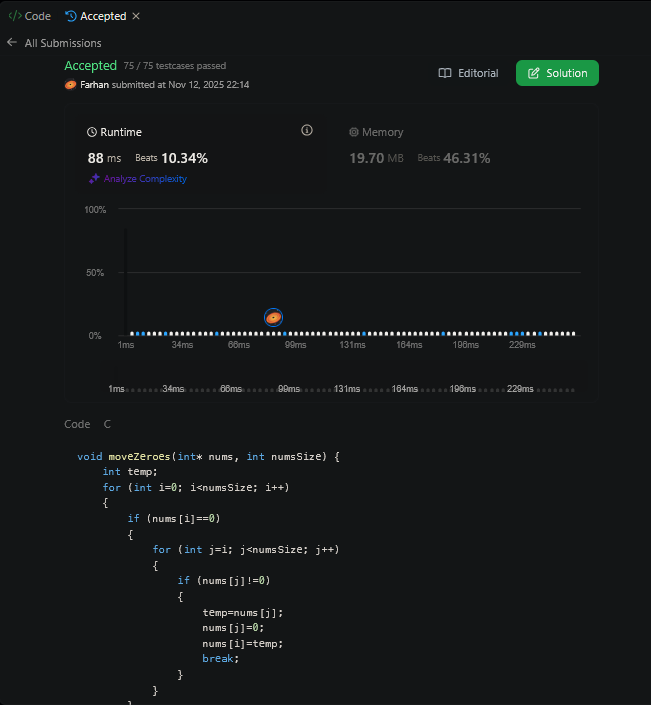 </> Code Accepted ×
← All Submissions
Accepted 75 / 75 testcases passed
Farhan submitted at Nov 12, 2025 22:14
Editorial
Solution
Runtime
88 ms Beats 10.34%
Analyze Complexity
Memory
19.70 MB Beats 46.31%
100%
50%
0%
1ms 34ms 66ms 99ms 131ms 164ms 196ms 229ms
1ms 34ms 66ms 99ms 131ms 164ms 196ms 229ms
Code C
void moveZeroes(int* nums, int numsSize) {
    int temp;
    for (int i=0; i<numsSize; i++)
    {
        if (nums[i]==0)
        {
            for (int j=i; j<numsSize; j++)
            {
                if (nums[j]!=0)
                {
                    temp=nums[j];
                    nums[j]=0;
                    nums[i]=temp;
                    break;
                }
            }
        }